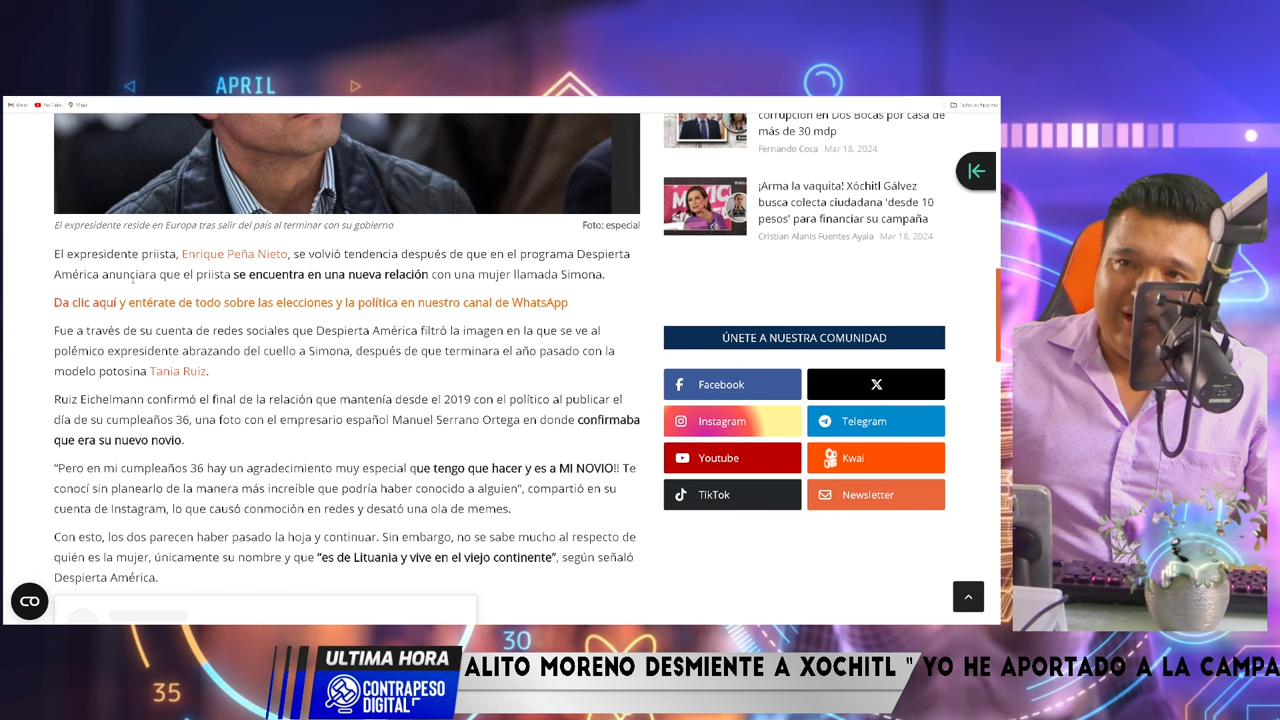 APRIL
Gmail
YouTube
Maps
Todos los favoritos
El expresidente reside en Europa tras salir del país al terminar con su gobierno
Foto: especial
El expresidente priista, Enrique Peña Nieto, se volvió tendencia después de que en el programa Despierta
América anunciara que el priista se encuentra en una nueva relación con una mujer llamada Simona.
Da clic aquí y entérate de todo sobre las elecciones y la política en nuestro canal de WhatsApp
Fue a través de su cuenta de redes sociales que Despierta América filtró la imagen en la que se ve al
polémico expresidente abrazando del cuello a Simona, después de que terminara el año pasado con la
modelo potosina Tania Ruiz.
Ruiz Eichelmann confirmó el final de la relación que mantenía desde el 2019 con el político al publicar el
día de su cumpleaños 36, una foto con el empresario español Manuel Serrano Ortega en donde confirmaba
que era su nuevo novio.
"Pero en mi cumpleaños 36 hay un agradecimiento muy especial que tengo que hacer y es a MI NOVIO!! Te
conocí sin planearlo de la manera más increíble que podría haber conocido a alguien", compartió en su
cuenta de Instagram, lo que causó conmoción en redes y desató una ola de memes.
Con esto, los dos parecen haber pasado la hoja y continuar. Sin embargo, no se sabe mucho al respecto de
quién es la mujer, únicamente su nombre y que "es de Lituania y vive en el viejo continente", según señaló
Despierta América.
corrupción en Dos Bocas por casa de
más de 30 mdp
Fernando Coca Mar 18, 2024
¡Arma la vaquita! Xóchitl Gálvez
busca colecta ciudadana 'desde 10
pesos' para financiar su campaña
Cristian Alanis Fuentes Ayala Mar 18, 2024
ÚNETE A NUESTRA COMUNIDAD
Facebook
X
Instagram
Telegram
Youtube
Kwai
TikTok
Newsletter
30
35
ULTIMA HORA
CONTRAPESO
DIGITAL
ALITO MORENO DESMIENTE A XOCHITL " YO HE APORTADO A LA CAMPA